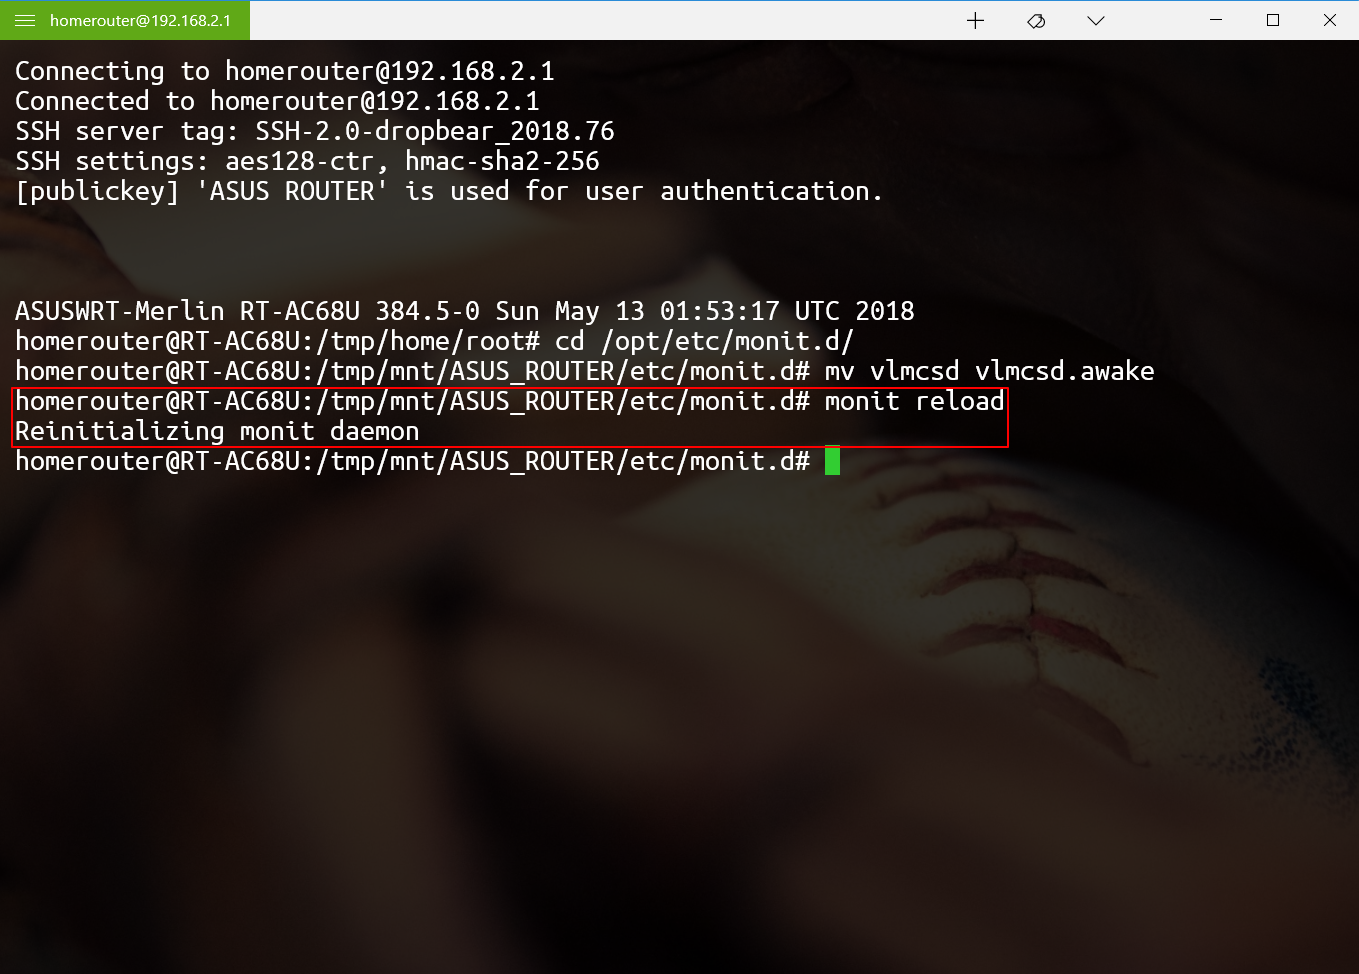 homerouter@192.168.2.1
Connecting to homerouter@192.168.2.1
Connected to homerouter@192.168.2.1
SSH server tag: SSH-2.0-dropbear_2018.76
SSH settings: aes128-ctr, hmac-sha2-256
[publickey] 'ASUS ROUTER' is used for user authentication.
ASUSWRT-Merlin RT-AC68U 384.5-0 Sun May 13 01:53:17 UTC 2018
homerouter@RT-AC68U:/tmp/home/root# cd /opt/etc/monit.d/
homerouter@RT-AC68U:/tmp/mnt/ASUS_ROUTER/etc/monit.d# mv vlmcsd vlmcsd.awake
homerouter@RT-AC68U:/tmp/mnt/ASUS_ROUTER/etc/monit.d# monit reload
Reinitializing monit daemon
homerouter@RT-AC68U:/tmp/mnt/ASUS_ROUTER/etc/monit.d#